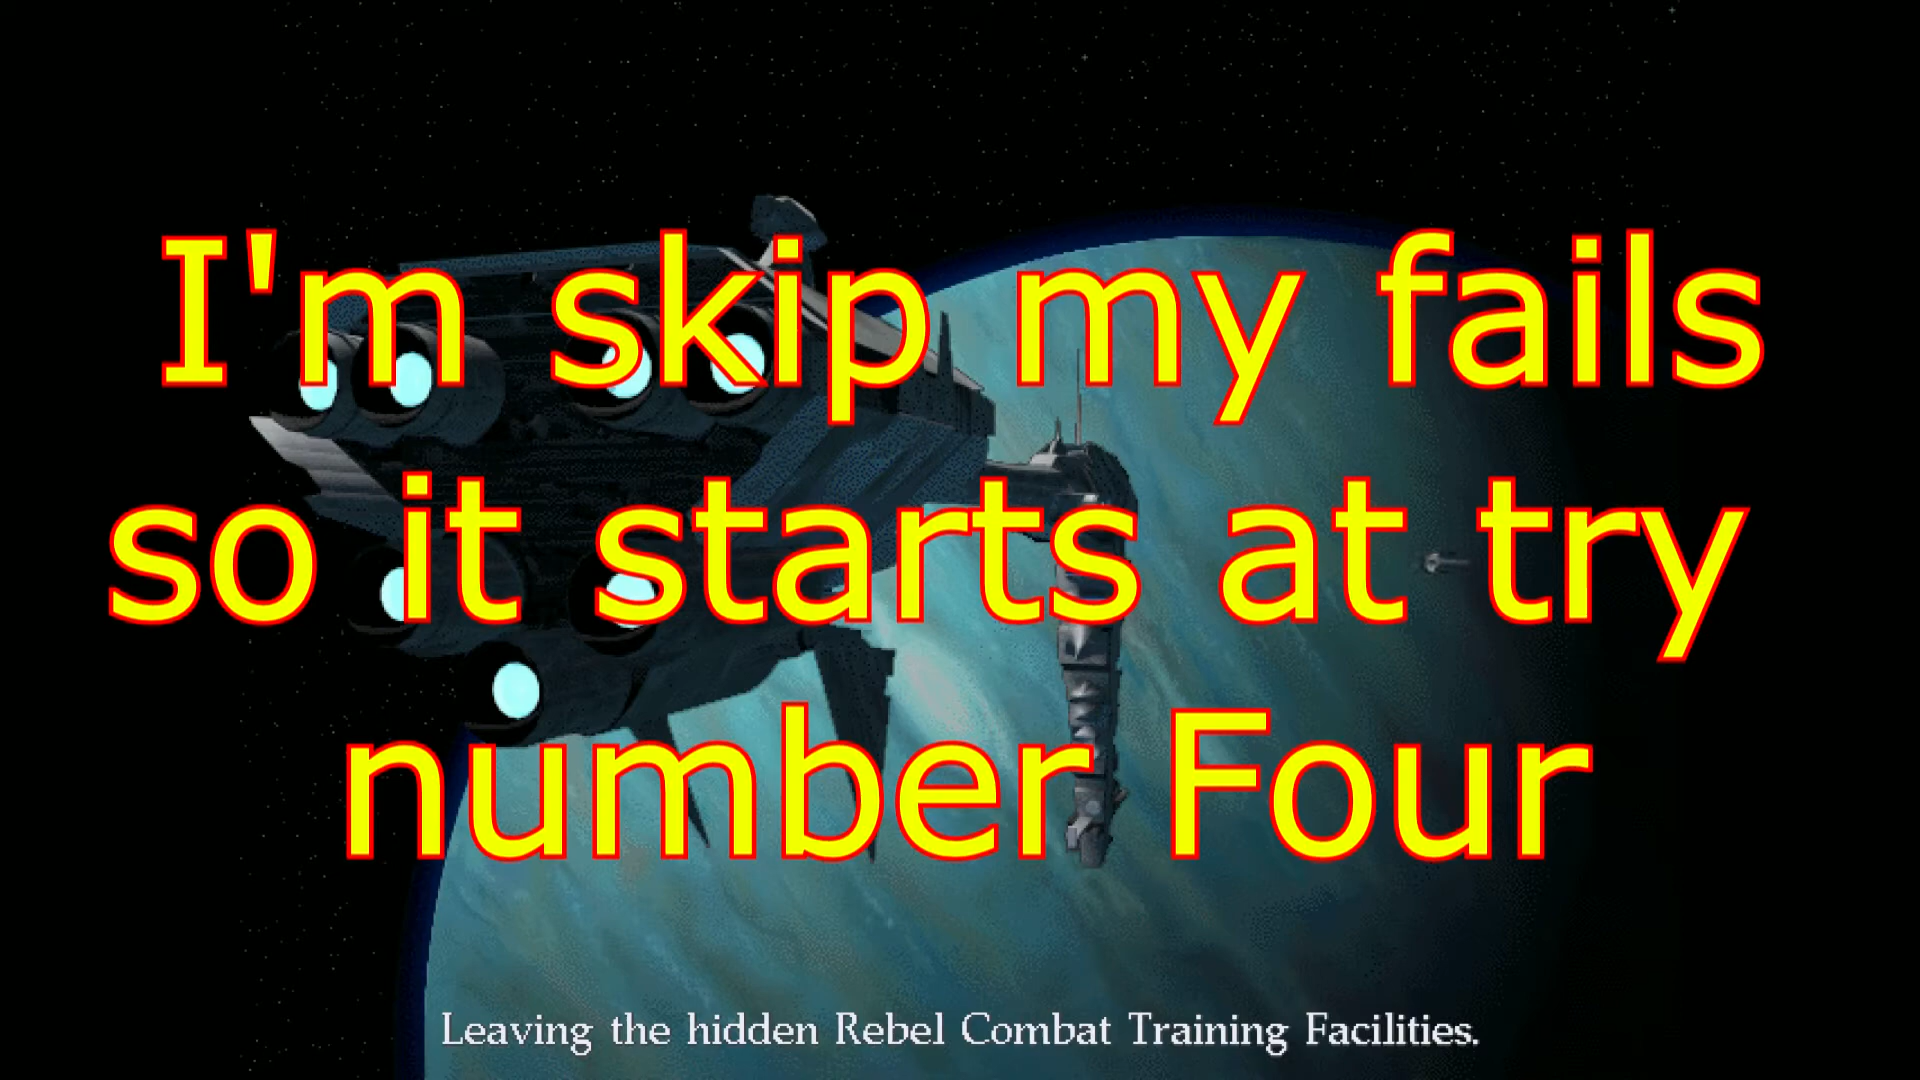 I'm skip my fails
so it starts at try
number Four
Leaving the hidden Rebel Combat Training Facilities.